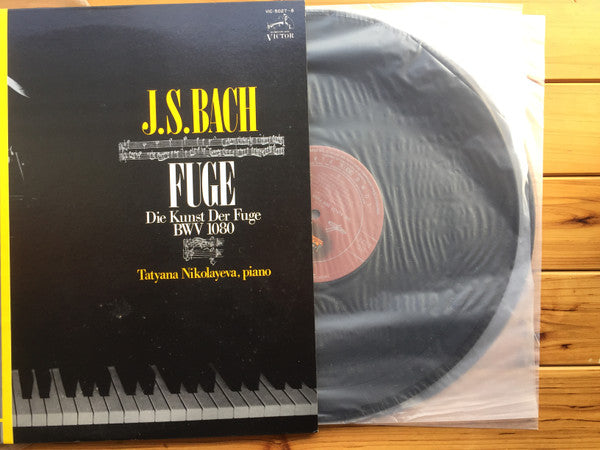 VIC-5027~8
VICTOR
J.S.BACH
FUGE
Die Kunst Der Fuge
BWV 1080
Tatyana Nikolayeva, piano